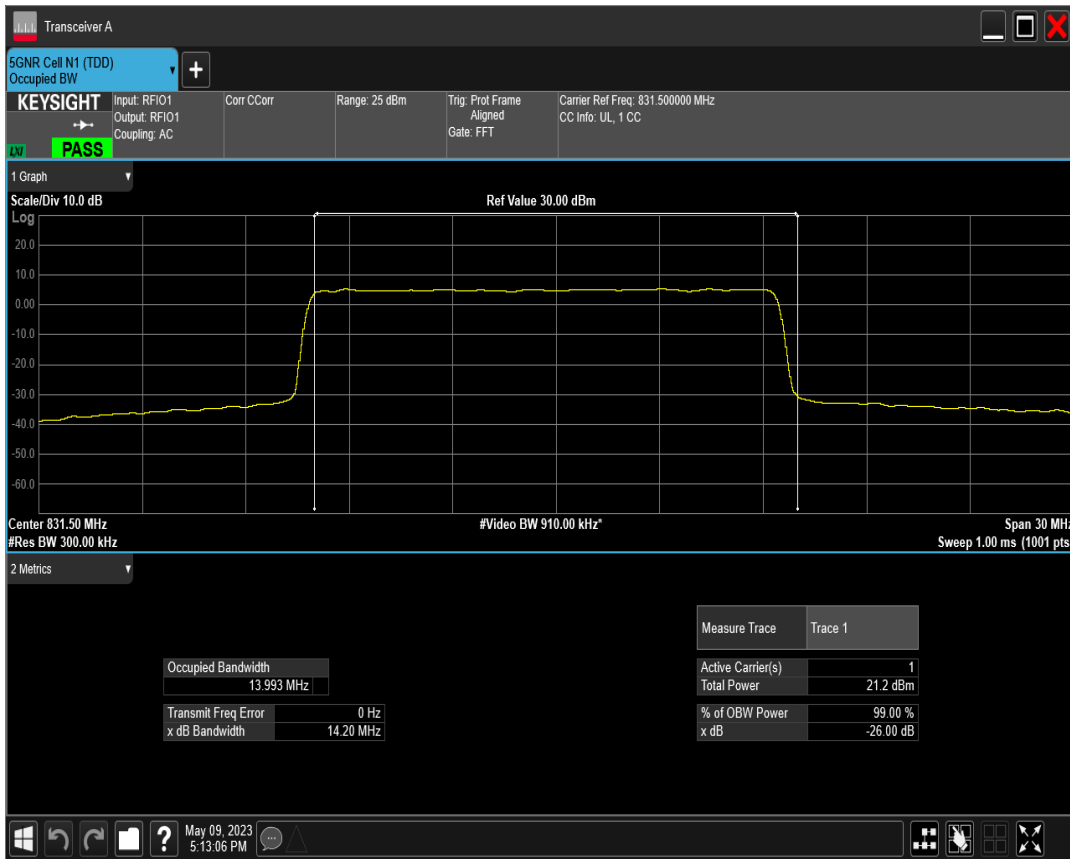 Transceiver A
5GNR Cell N1 (TDD)
Occupied BW
+
KEYSIGHT
LXI
PASS
Input: RFIO1
Output: RFIO1
Coupling: AC
Corr CCorr
Range: 25 dBm
Trig: Prot Frame
Aligned
Gate: FFT
Carrier Ref Freq: 831.500000 MHz
CC Info: UL, 1 CC
1 Graph
Scale/Div 10.0 dB
Ref Value 30.00 dBm
Log
20.0
10.0
0.00
-10.0
-20.0
-30.0
-40.0
-50.0
-60.0
Center 831.50 MHz
#Video BW 910.00 kHz*
Span 30 MHz
#Res BW 300.00 kHz
Sweep 1.00 ms (1001 pts
2 Metrics
Measure Trace Trace 1
Occupied Bandwidth
13.993 MHz
Active Carrier(s) 1
Total Power 21.2 dBm
Transmit Freq Error 0 Hz
x dB Bandwidth 14.20 MHz
% of OBW Power 99.00 %
x dB -26.00 dB
?
May 09, 2023
5:13:06 PM